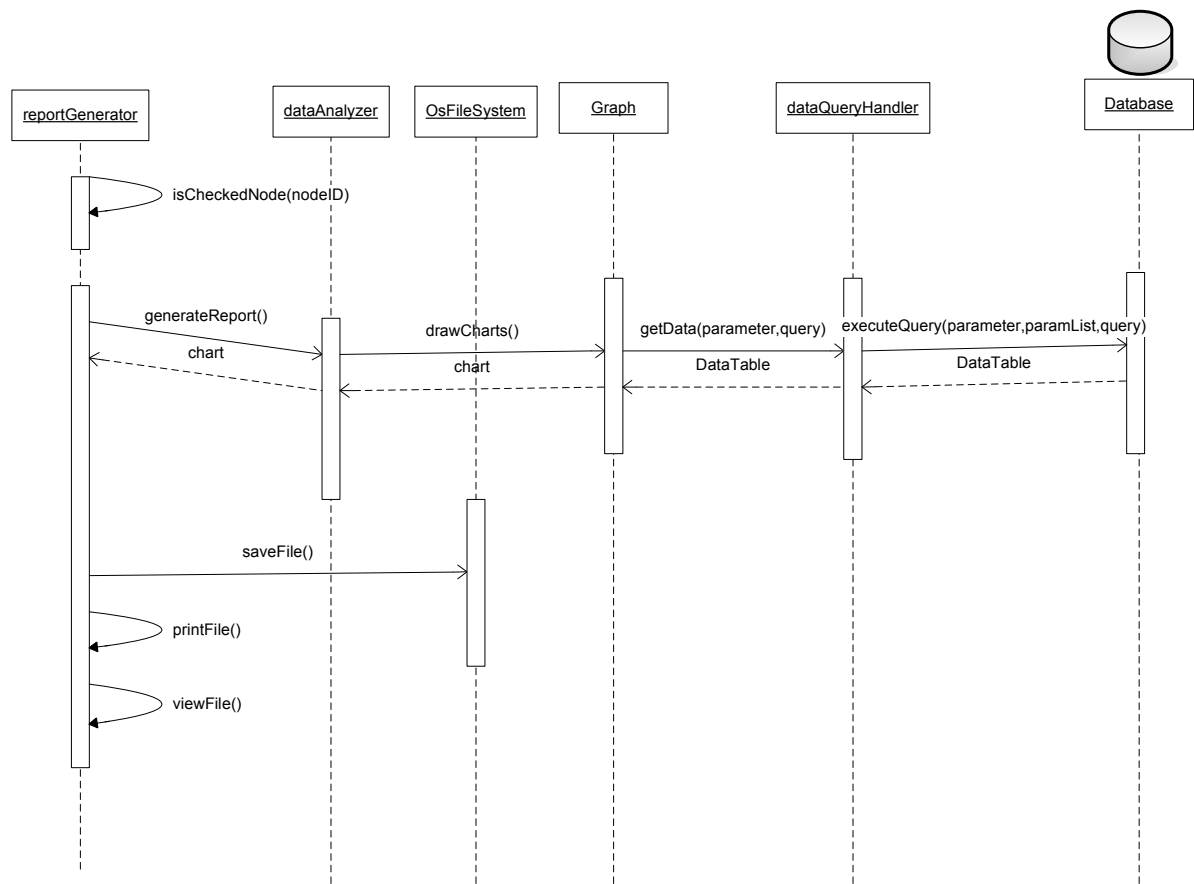 reportGenerator
dataAnalyzer
OsFileSystem
Graph
dataQueryHandler
Database
isCheckedNode(nodeID)
generateReport()
drawCharts()
getData(parameter,query)
executeQuery(parameter,paramList,query)
chart
chart
DataTable
DataTable
saveFile()
printFile()
viewFile()